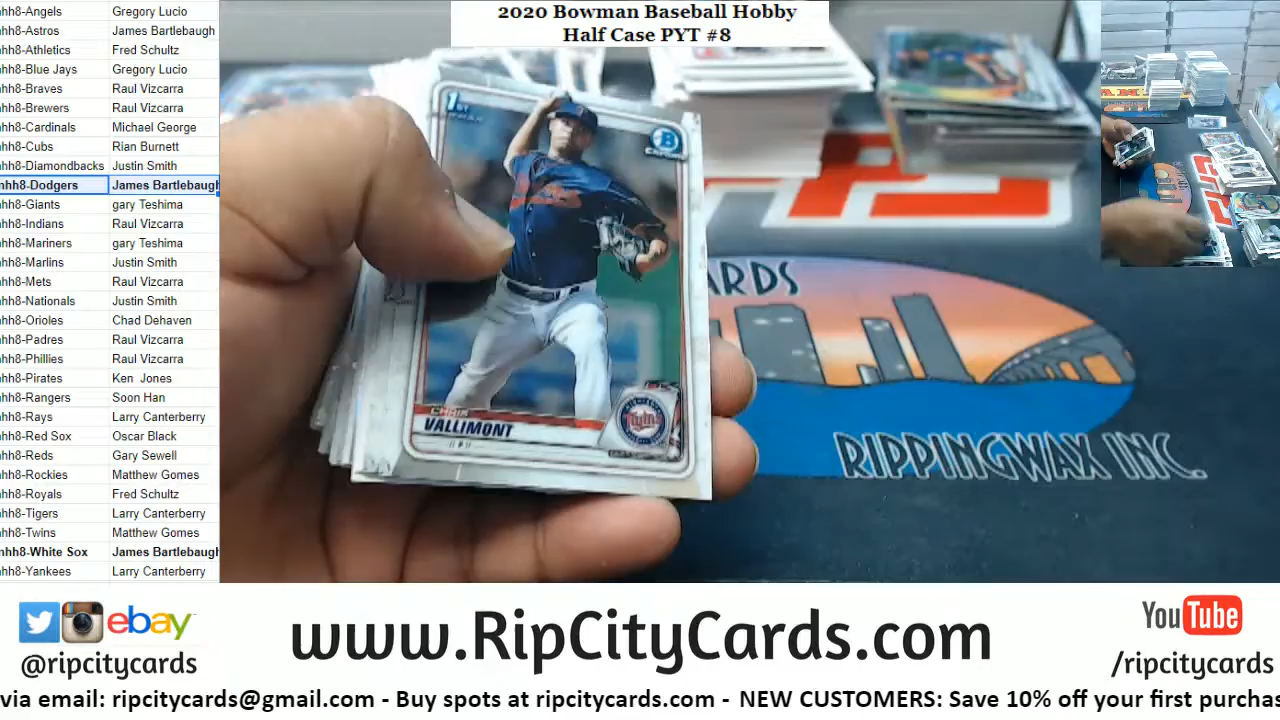 2020 Bowman Baseball Hobby
Half Case PYT #8
hh8-Angels Gregory Lucio
hh8-Astros James Bartlebaugh
hh8-Athletics Fred Schultz
hh8-Blue Jays Gregory Lucio
hh8-Braves Raul Vizcarra
hh8-Brewers Raul Vizcarra
hh8-Cardinals Michael George
hh8-Cubs Rian Burnett
hh8-Diamondbacks Justin Smith
hh8-Dodgers James Bartlebaugh
hh8-Giants gary Teshima
hh8-Indians Raul Vizcarra
hh8-Mariners gary Teshima
hh8-Marlins Justin Smith
hh8-Mets Raul Vizcarra
hh8-Nationals Justin Smith
hh8-Orioles Chad Dehaven
hh8-Padres Raul Vizcarra
hh8-Phillies Raul Vizcarra
hh8-Pirates Ken Jones
hh8-Rangers Soon Han
hh8-Rays Larry Canterberry
hh8-Red Sox Oscar Black
hh8-Reds Gary Sewell
hh8-Rockies Matthew Gomes
hh8-Royals Fred Schultz
hh8-Tigers Larry Canterberry
hh8-Twins Matthew Gomes
hh8-White Sox James Bartlebaugh
hh8-Yankees Larry Canterberry
1ST
B
CHRIS
VALLIMONT
Twins
ARDS
RIPPINGWAX INC.
ebay
@ripcitycards
www.RipCityCards.com
YouTube
/ripcitycards
via email: ripcitycards@gmail.com - Buy spots at ripcitycards.com - NEW CUSTOMERS: Save 10% off your first purchas